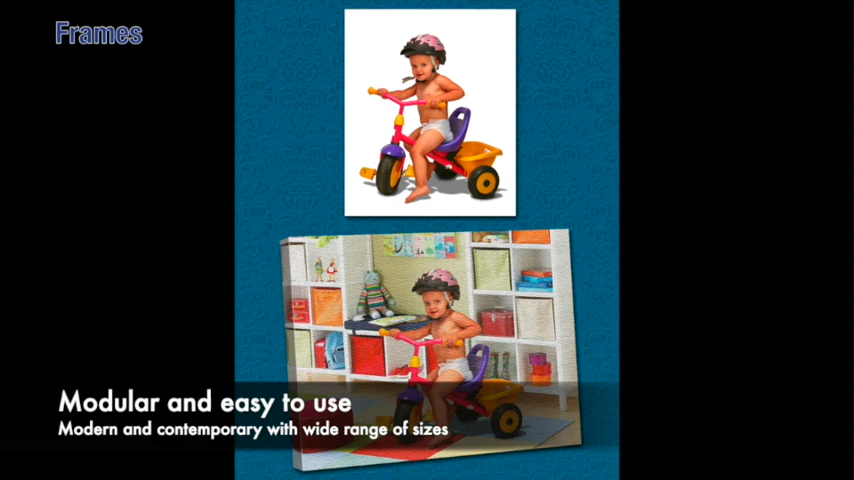 Frames
Modular and easy to use
Modern and contemporary with wide range of sizes